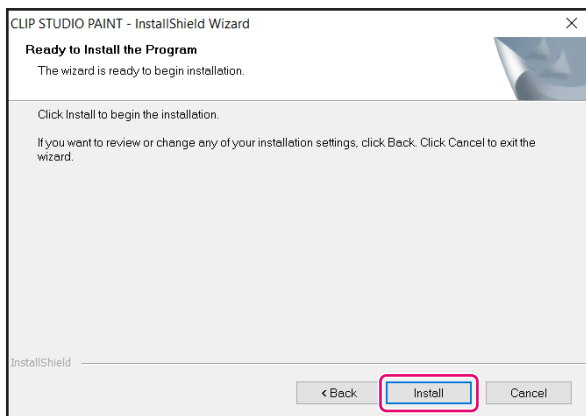 CLIP STUDIO PAINT - InstallShield Wizard
Ready to Install the Program
The wizard is ready to begin installation.
Click Install to begin the installation.
If you want to review or change any of your installation settings, click Back. Click Cancel to exit the
wizard.
InstallShield
< Back
Install
Cancel